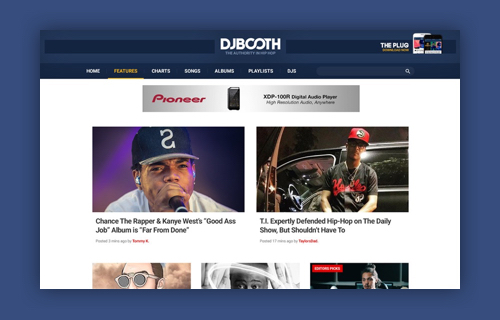 DJBOOTH
THE AUTHORITY IN HIP-HOP
THE PLUG
DOWNLOAD NOW
HOME FEATURES CHARTS SONGS ALBUMS PLAYLISTS DJS
Pioneer
XDP-100R Digital Audio Player
High Resolution Audio, Anywhere
Chance The Rapper & Kanye West's "Good Ass
Job" Album is "Far From Done"
Posted 3 mins ago by Tommy K.
T.I. Expertly Defended Hip-Hop on The Daily
Show, But Shouldn't Have To
Posted 17 mins ago by TaylorsDad
EDITORS PICKS